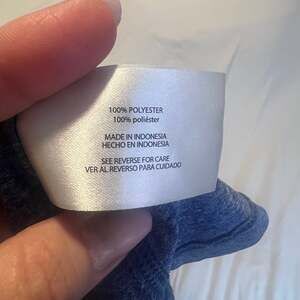 100% POLYESTER
100% poliéster
MADE IN INDONESIA
HECHO EN INDONESIA
SEE REVERSE FOR CARE
VER AL REVERSO PARA CUIDADO